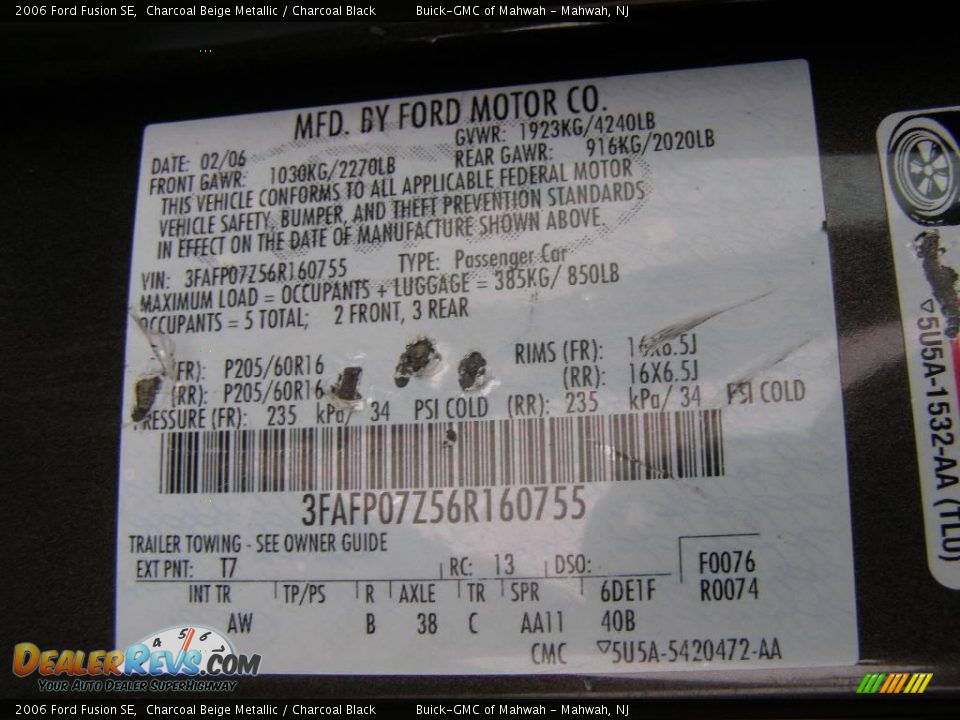 2006 Ford Fusion SE,  Charcoal Beige Metallic / Charcoal Black    Buick-GMC of Mahwah - Mahwah, NJ
MFD. BY FORD MOTOR CO.
DATE: 02/06    GVWR: 1923KG/4240LB
FRONT GAWR: 1030KG/2270LB    REAR GAWR: 916KG/2020LB
THIS VEHICLE CONFORMS TO ALL APPLICABLE FEDERAL MOTOR
VEHICLE SAFETY, BUMPER, AND THEFT PREVENTION STANDARDS
IN EFFECT ON THE DATE OF MANUFACTURE SHOWN ABOVE.
VIN: 3FAFP07Z56R160755    TYPE: Passenger Car
MAXIMUM LOAD = OCCUPANTS + LUGGAGE = 385KG/ 850LB
OCCUPANTS = 5 TOTAL; 2 FRONT, 3 REAR
(FR): P205/60R16    RIMS (FR): 16X6.5J
(RR): P205/60R16    (RR): 16X6.5J
PRESSURE (FR): 235 kPa/ 34 PSI COLD (RR): 235 kPa/ 34 PSI COLD
3FAFP07Z56R160755
TRAILER TOWING - SEE OWNER GUIDE
EXT PNT: T7    RC: 13    DSO:    F0076
INT TR    TP/PS    R    AXLE    TR    SPR    6DE1F    R0074
AW    B    38    C    AA11    40B
CMC    ▽5U5A-5420472-AA
▽5U5A-1532-AA (TLU)
4 5 6
DEALERREVS.COM
YOUR AUTO DEALER SUPERHIGHWAY
2006 Ford Fusion SE,  Charcoal Beige Metallic / Charcoal Black    Buick-GMC of Mahwah - Mahwah, NJ